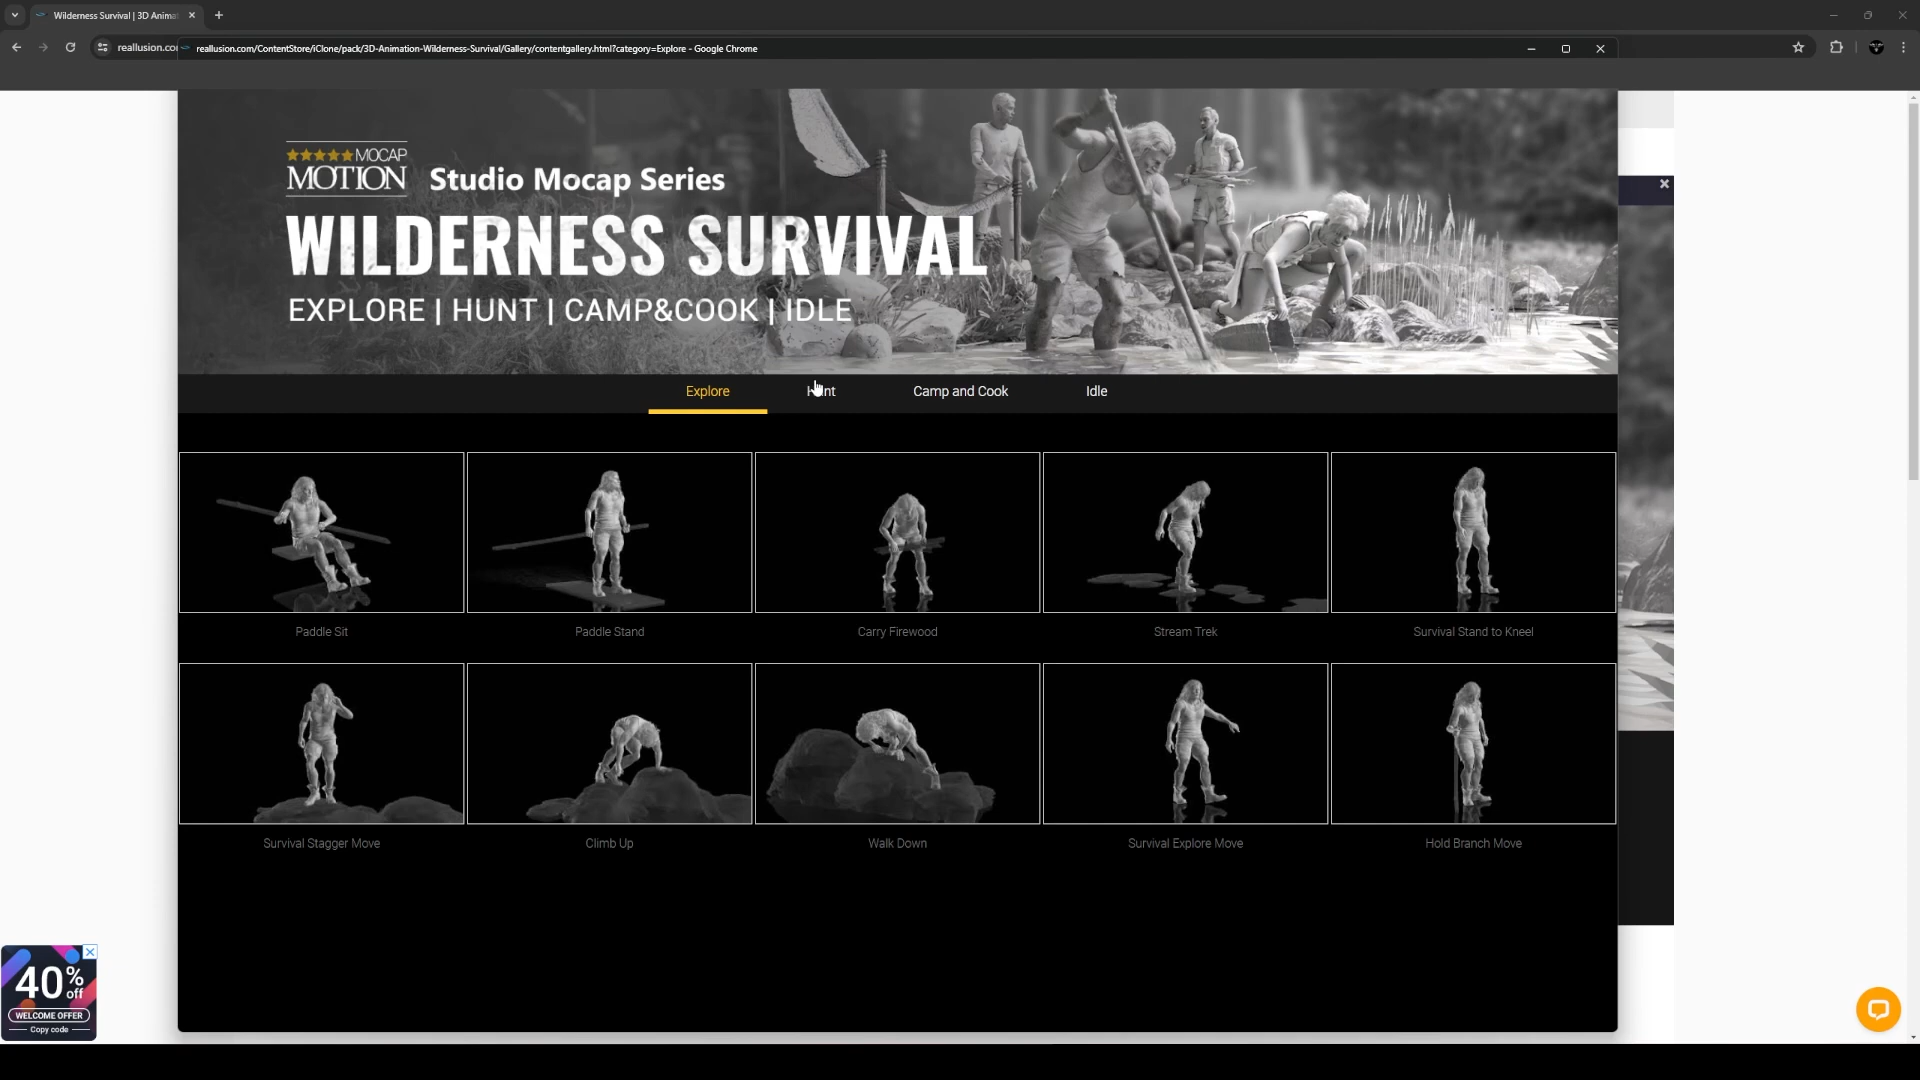 Wilderness Survival | 3D Anima
reallusion.co
reallusion.com/ContentStore/iClone/pack/3D-Animation-Wilderness-Survival/Gallery/contentgallery.html?category=Explore - Google Chrome
MOCAP
MOTION Studio Mocap Series
WILDERNESS SURVIVAL
EXPLORE | HUNT | CAMP&COOK | IDLE
Explore Hunt Camp and Cook Idle
Paddle Sit Paddle Stand Carry Firewood Stream Trek Survival Stand to Kneel
Survival Stagger Move Climb Up Walk Down Survival Explore Move Hold Branch Move
40%
off
WELCOME OFFER
Copy code